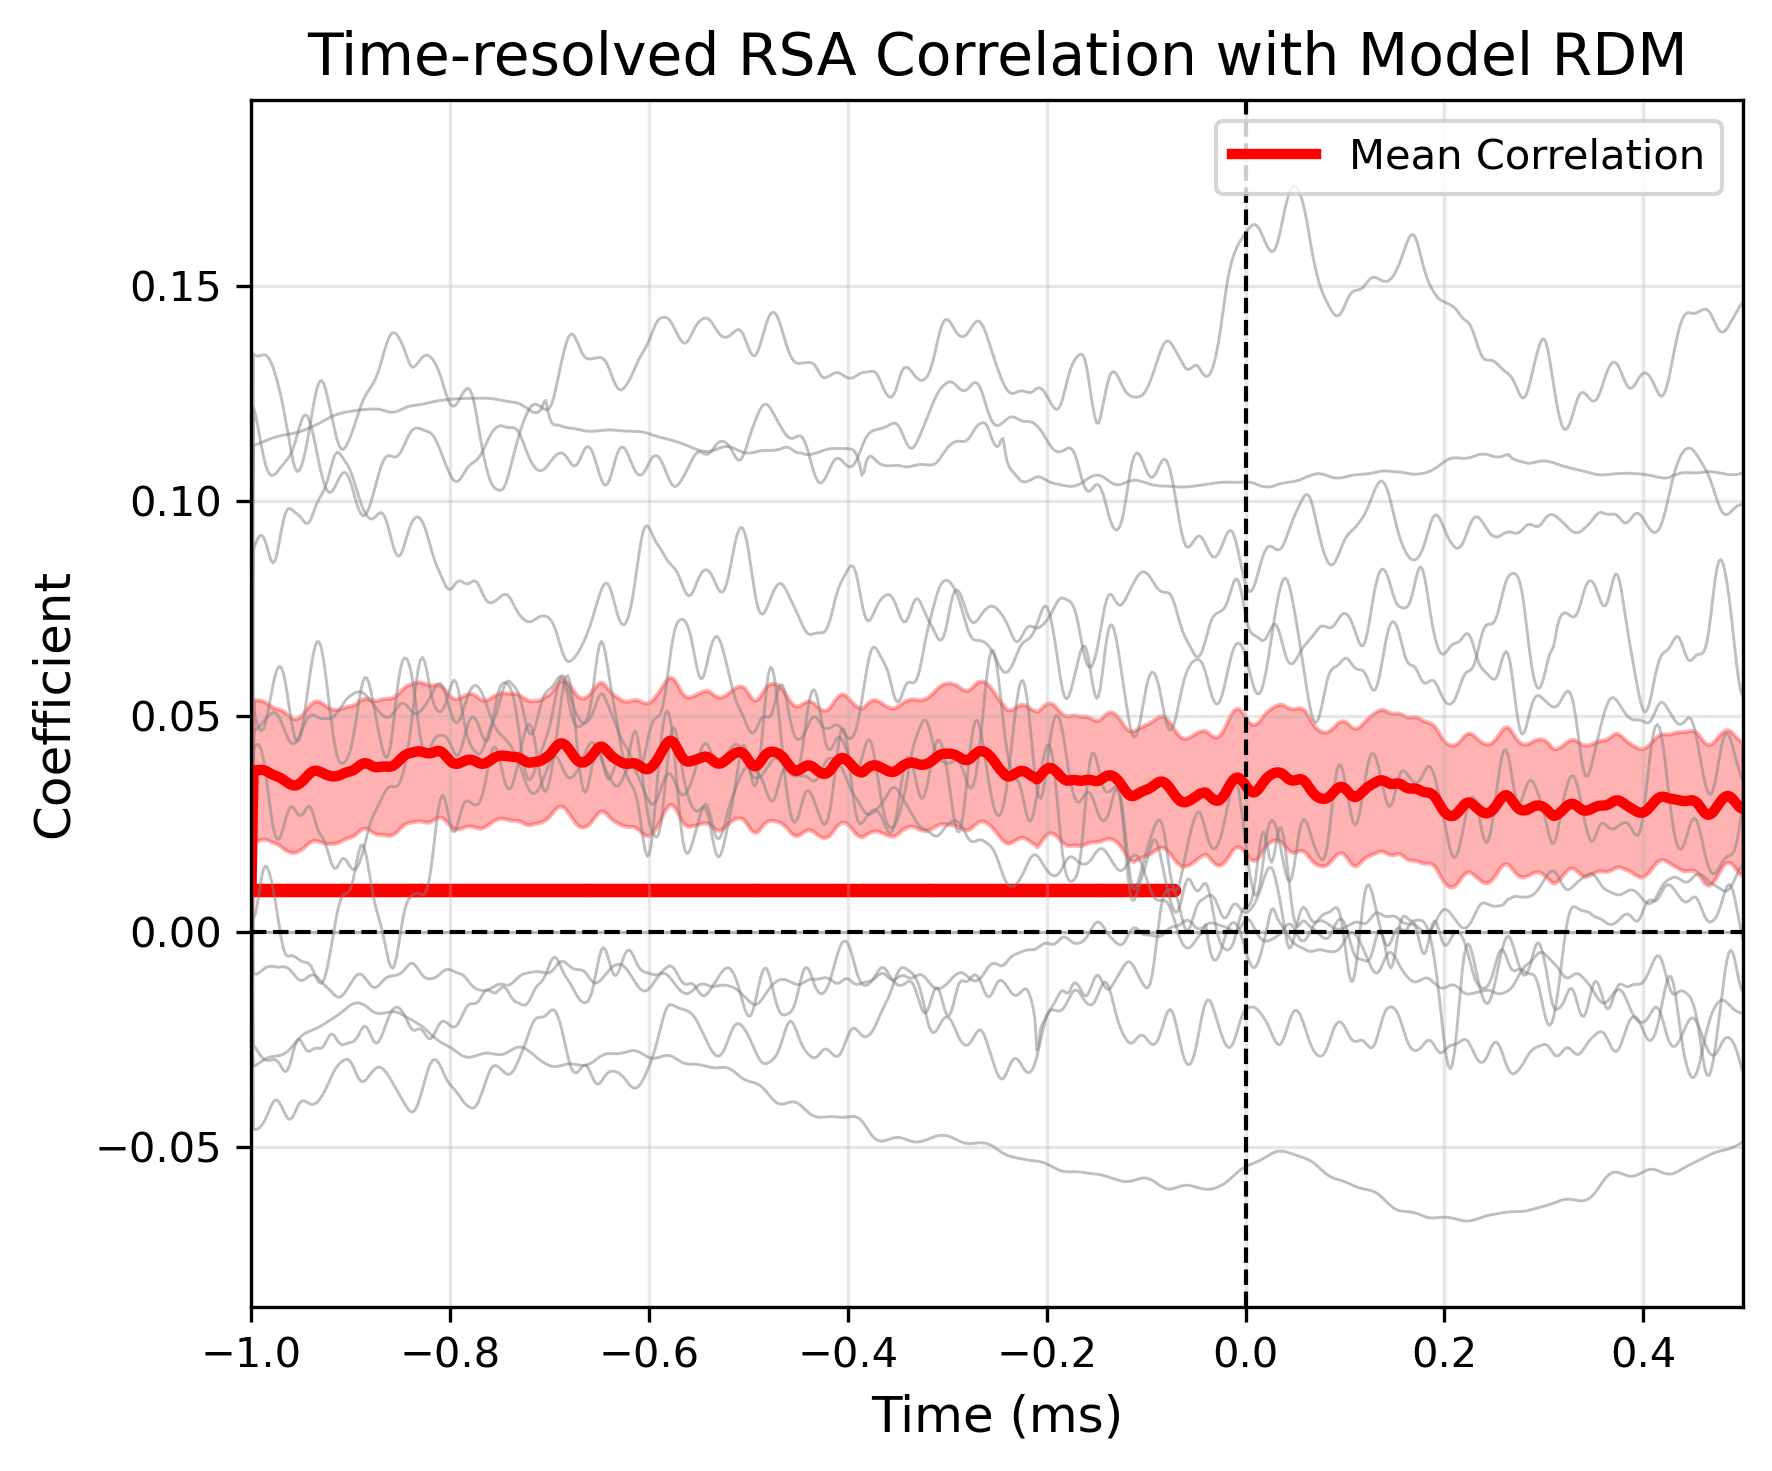 Time-resolved RSA Correlation with Model RDM
Mean Correlation
Coefficient
0.15
0.10
0.05
0.00
−0.05
−1.0 −0.8 −0.6 −0.4 −0.2 0.0 0.2 0.4
Time (ms)